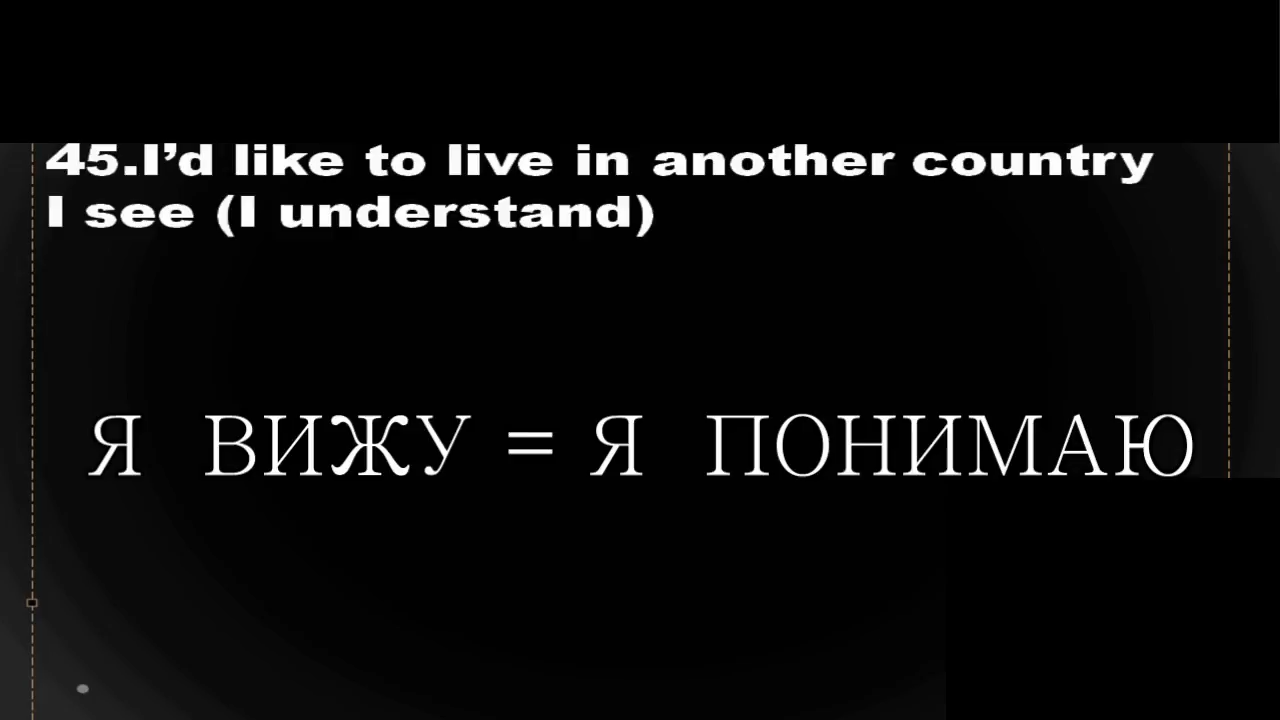 45.I’d like to live in another country
I see (I understand)
Я ВИЖУ = Я ПОНИМАЮ